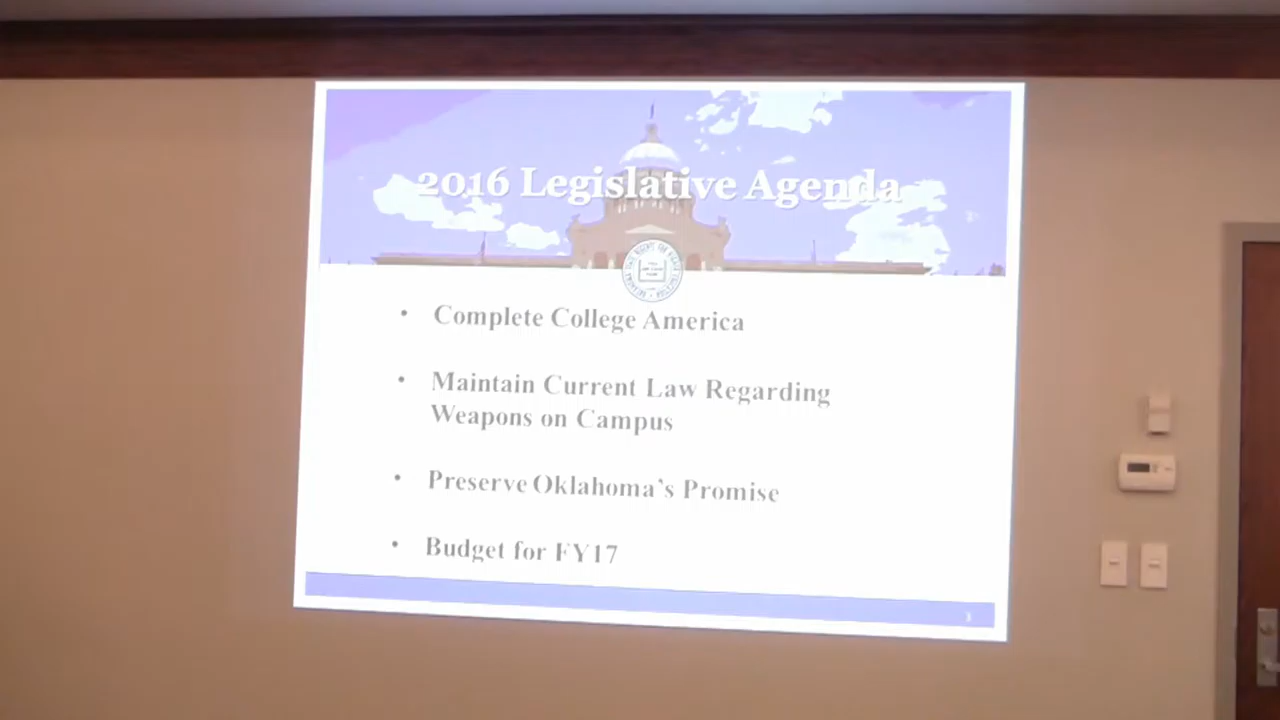 2016 Legislative Agenda
• Complete College America
• Maintain Current Law Regarding
Weapons on Campus
• Preserve Oklahoma's Promise
• Budget for FY17